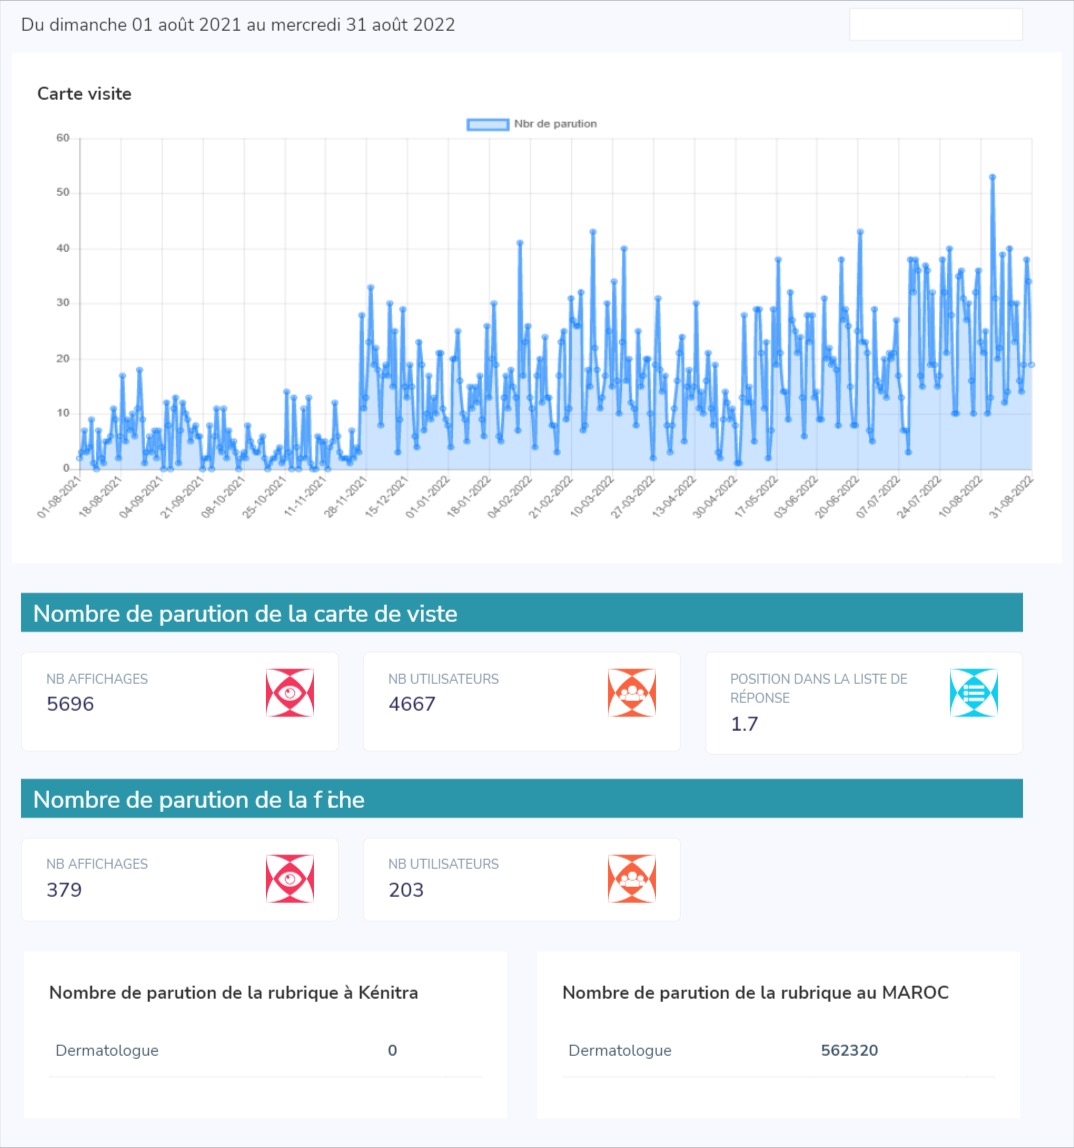 Du dimanche 01 août 2021 au mercredi 31 août 2022
Carte visite
Nbr de parution
60
50
40
30
20
10
0
01-08-2021
18-08-2021
04-09-2021
21-09-2021
08-10-2021
25-10-2021
11-11-2021
28-11-2021
15-12-2021
01-01-2022
18-01-2022
04-02-2022
21-02-2022
10-03-2022
27-03-2022
13-04-2022
30-04-2022
17-05-2022
03-06-2022
20-06-2022
07-07-2022
24-07-2022
10-08-2022
31-08-2022
Nombre de parution de la carte de viste
NB AFFICHAGES
5696
NB UTILISATEURS
4667
POSITION DANS LA LISTE DE
RÉPONSE
1.7
Nombre de parution de la fiche
NB AFFICHAGES
379
NB UTILISATEURS
203
Nombre de parution de la rubrique à Kénitra
Dermatologue 0
Nombre de parution de la rubrique au MAROC
Dermatologue 562320